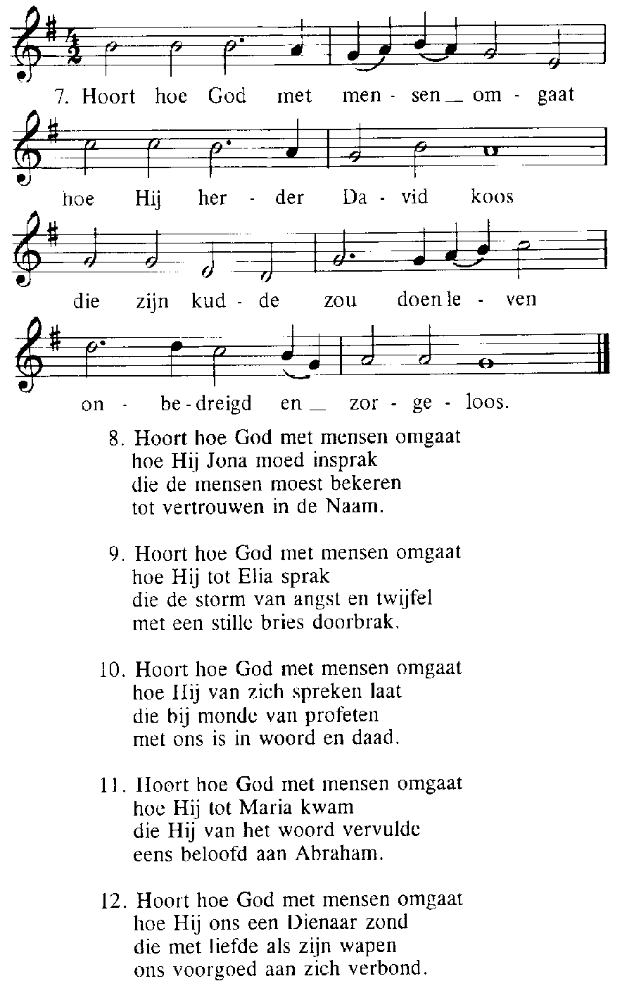 4
2
7. Hoort hoe God met men - sen _ om - gaat
hoe Hij her - der Da - vid koos
die zijn kud - de zou doen le - ven
on - be - dreigd en _ zor - ge - loos.
8. Hoort hoe God met mensen omgaat
hoe Hij Jona moed insprak
die de mensen moest bekeren
tot vertrouwen in de Naam.
9. Hoort hoe God met mensen omgaat
hoe Hij tot Elia sprak
die de storm van angst en twijfel
met een stille bries doorbrak.
10. Hoort hoe God met mensen omgaat
hoe Hij van zich spreken laat
die bij monde van profeten
met ons is in woord en daad.
11. Hoort hoe God met mensen omgaat
hoe Hij tot Maria kwam
die Hij van het woord vervulde
eens beloofd aan Abraham.
12. Hoort hoe God met mensen omgaat
hoe Hij ons een Dienaar zond
die met liefde als zijn wapen
ons voorgoed aan zich verbond.